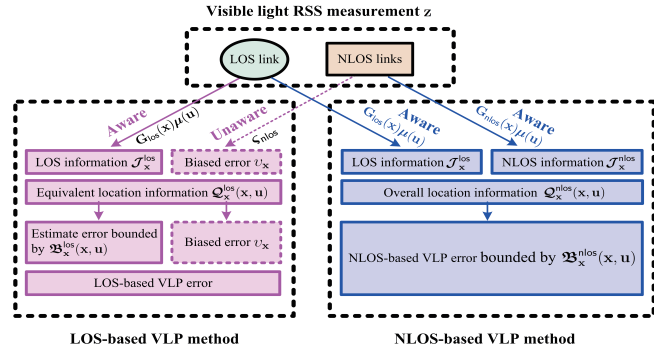 Visible light RSS measurement z
LOS link
NLOS links
Aware
G_los(x)μ(u)
Unaware
ς_nlos
G_los(x)μ(u)
Aware
G_nlos(x)μ(u)
Aware
LOS information 𝒥_x^los
Biased error υ_x
LOS information 𝒥_x^los
NLOS information 𝒥_x^nlos
Equivalent location information 𝒬_x^los(x, u)
Overall location information 𝒬_x^nlos(x, u)
Estimate error bounded
by 𝕭_x^los(x, u)
Biased error υ_x
NLOS-based VLP error bounded by 𝕭_x^nlos(x, u)
LOS-based VLP error
LOS-based VLP method
NLOS-based VLP method